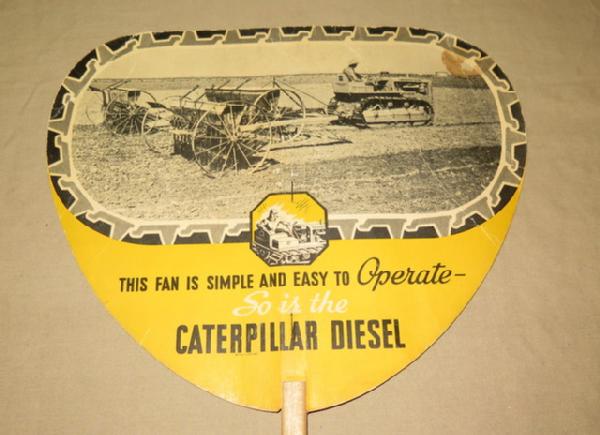 THIS FAN IS SIMPLE AND EASY TO Operate-
So is the
CATERPILLAR DIESEL